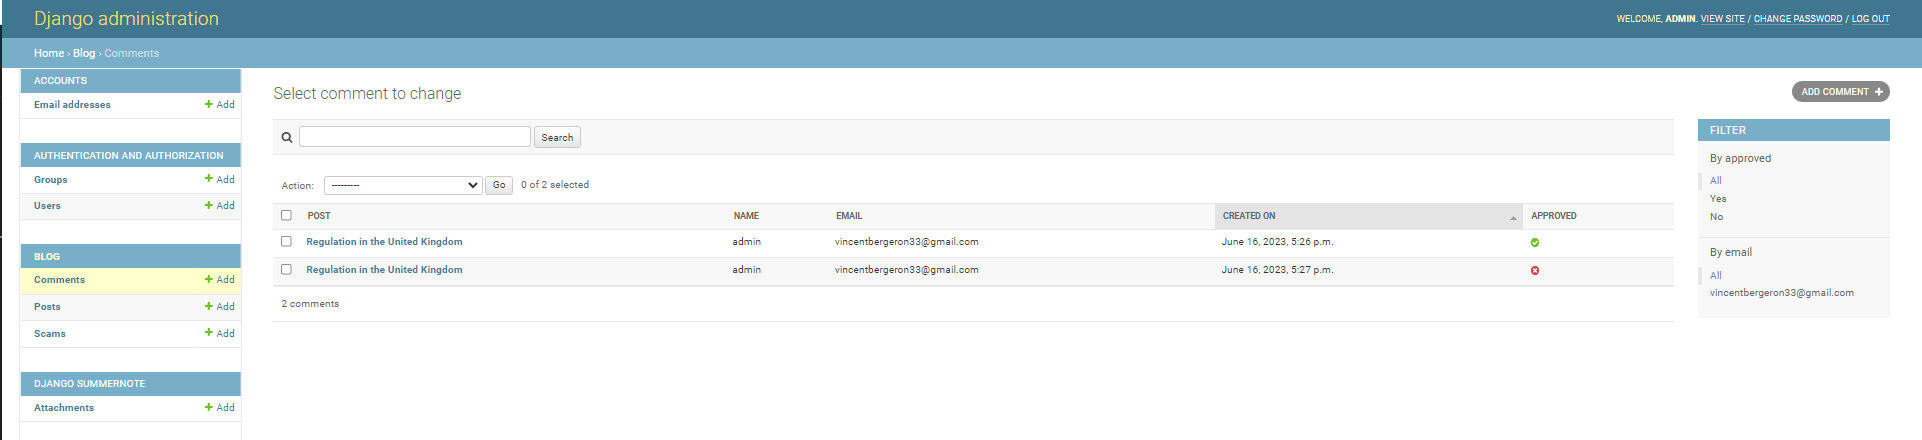 Django administration
WELCOME, ADMIN. VIEW SITE / CHANGE PASSWORD / LOG OUT
Home › Blog › Comments
ACCOUNTS
Email addresses + Add
AUTHENTICATION AND AUTHORIZATION
Groups + Add
Users + Add
BLOG
Comments + Add
Posts + Add
Scams + Add
DJANGO SUMMERNOTE
Attachments + Add
Select comment to change
ADD COMMENT +
Search
Action: --------- Go 0 of 2 selected
POST NAME EMAIL CREATED ON APPROVED
Regulation in the United Kingdom admin vincentbergeron33@gmail.com June 16, 2023, 5:26 p.m.
Regulation in the United Kingdom admin vincentbergeron33@gmail.com June 16, 2023, 5:27 p.m.
2 comments
FILTER
By approved
All
Yes
No
By email
All
vincentbergeron33@gmail.com